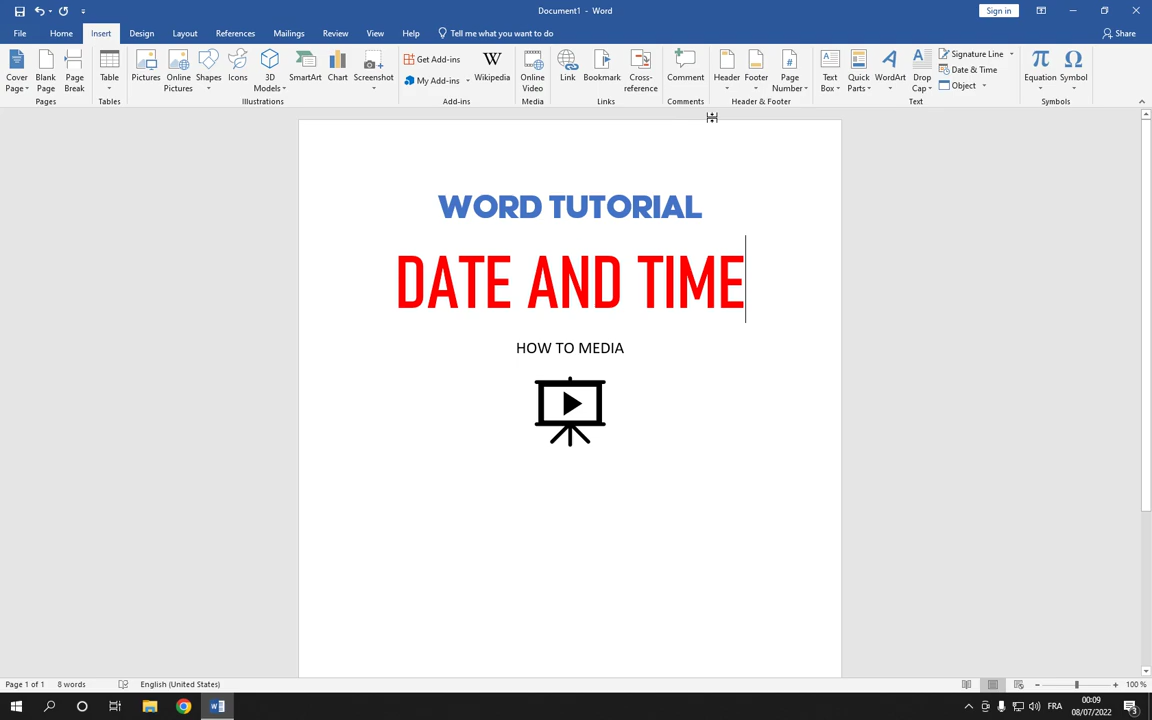 Document1 - Word
Sign in
File Home Insert Design Layout References Mailings Review View Help Tell me what you want to do
Share
Cover Page
Blank Page
Page Break
Pages
Table
Tables
Pictures
Online Pictures
Shapes
Icons
3D Models
SmartArt
Chart
Screenshot
Illustrations
Get Add-ins
My Add-ins
Wikipedia
Add-ins
Online Video
Media
Link
Bookmark
Cross-reference
Links
Comment
Comments
Header
Footer
Page Number
Header & Footer
Text Box
Quick Parts
WordArt
Drop Cap
Signature Line
Date & Time
Object
Text
Equation
Symbol
Symbols
WORD TUTORIAL
DATE AND TIME
HOW TO MEDIA
Page 1 of 1 8 words English (United States)
100 %
FRA
00:09
08/07/2022
3